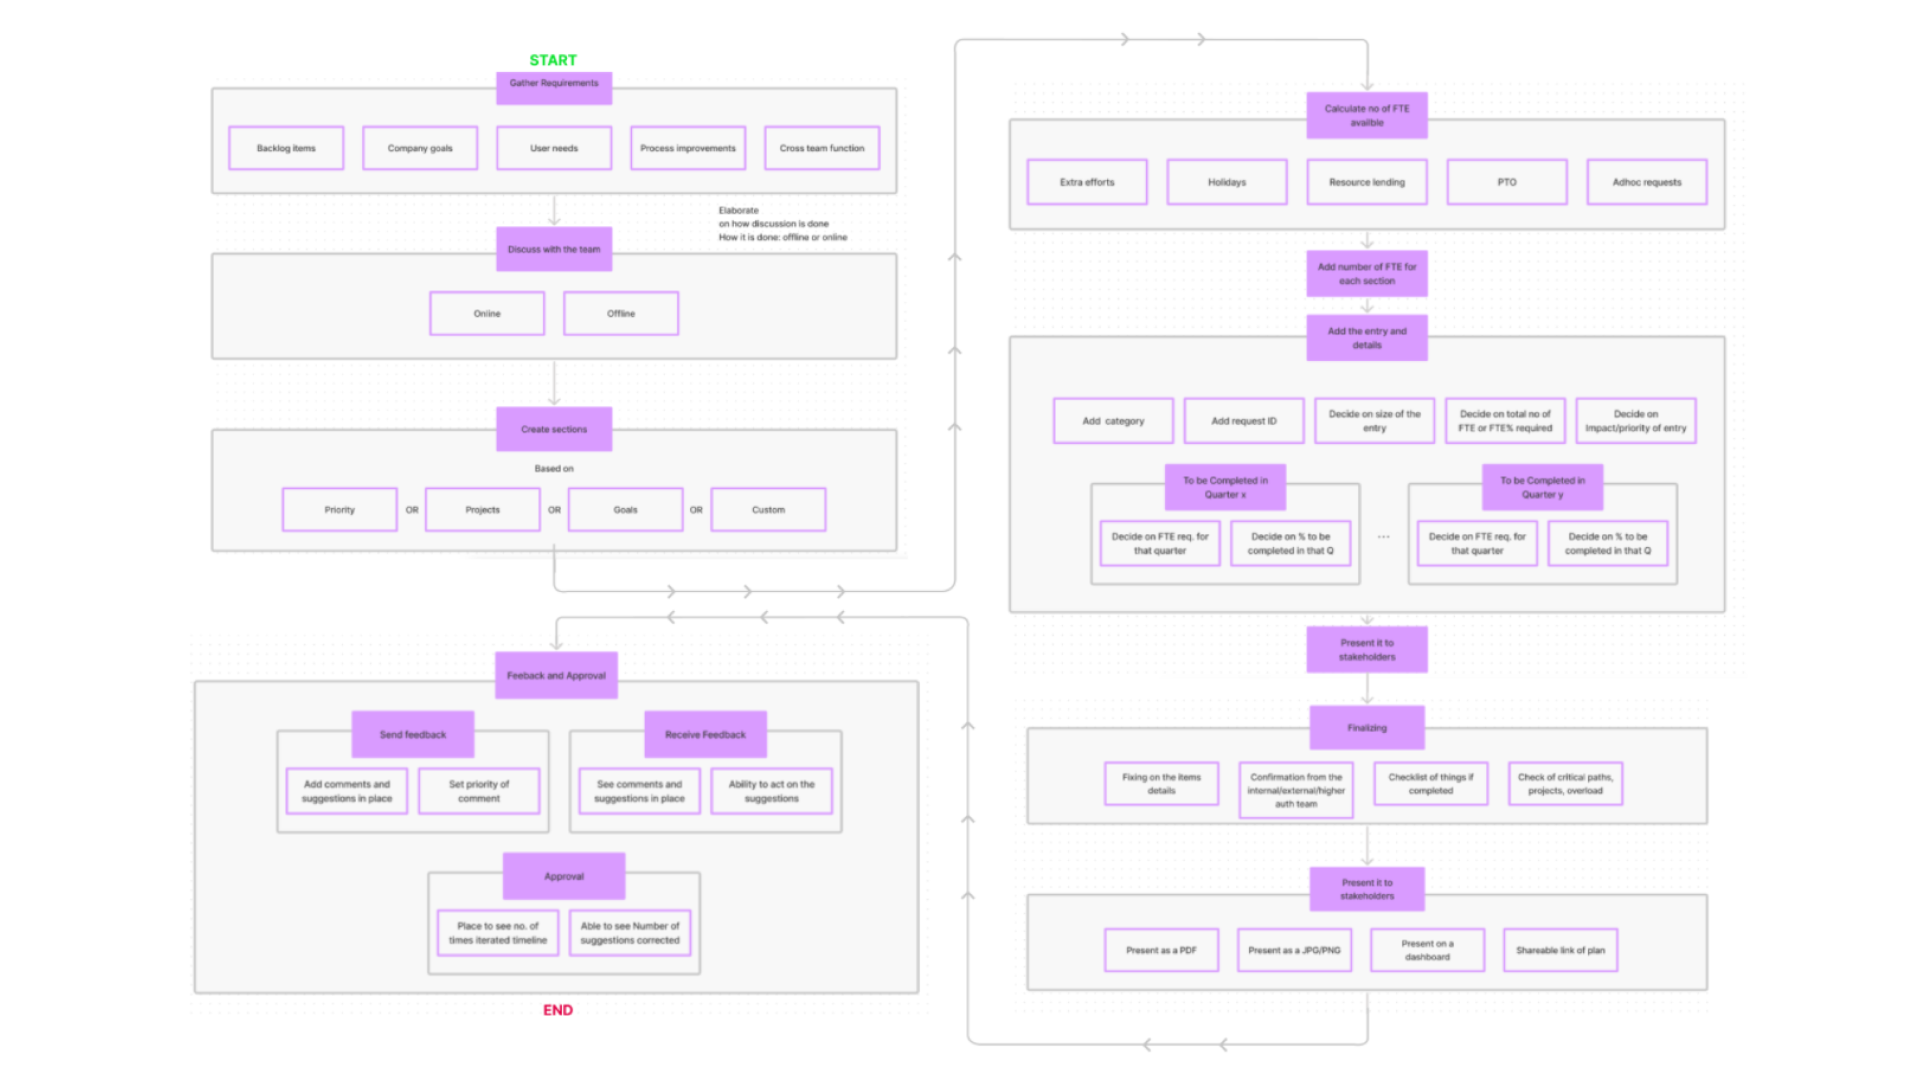 START
Gather Requirements
Backlog items
Company goals
User needs
Process improvements
Cross team function
Elaborate
on how discussion is done
How it is done: offline or online
Discuss with the team
Online
Offline
Create sections
Based on
Priority
OR
Projects
OR
Goals
OR
Custom
Calculate no of FTE
availble
Extra efforts
Holidays
Resource lending
PTO
Adhoc requests
Add number of FTE for
each section
Add the entry and
details
Add category
Add request ID
Decide on size of the
entry
Decide on total no of
FTE or FTE% required
Decide on
Impact/priority of entry
To be Completed in
Quarter x
Decide on FTE req. for
that quarter
Decide on % to be
completed in that Q
...
To be Completed in
Quarter y
Decide on FTE req. for
that quarter
Decide on % to be
completed in that Q
Present it to
stakeholders
Finalizing
Fixing on the items
details
Confirmation from the
internal/external/higher
auth team
Checklist of things if
completed
Check of critical paths,
projects, overload
Present it to
stakeholders
Present as a PDF
Present as a JPG/PNG
Present on a
dashboard
Shareable link of plan
Feeback and Approval
Send feedback
Add comments and
suggestions in place
Set priority of
comment
Receive Feedback
See comments and
suggestions in place
Ability to act on the
suggestions
Approval
Place to see no. of
times iterated timeline
Able to see Number of
suggestions corrected
END